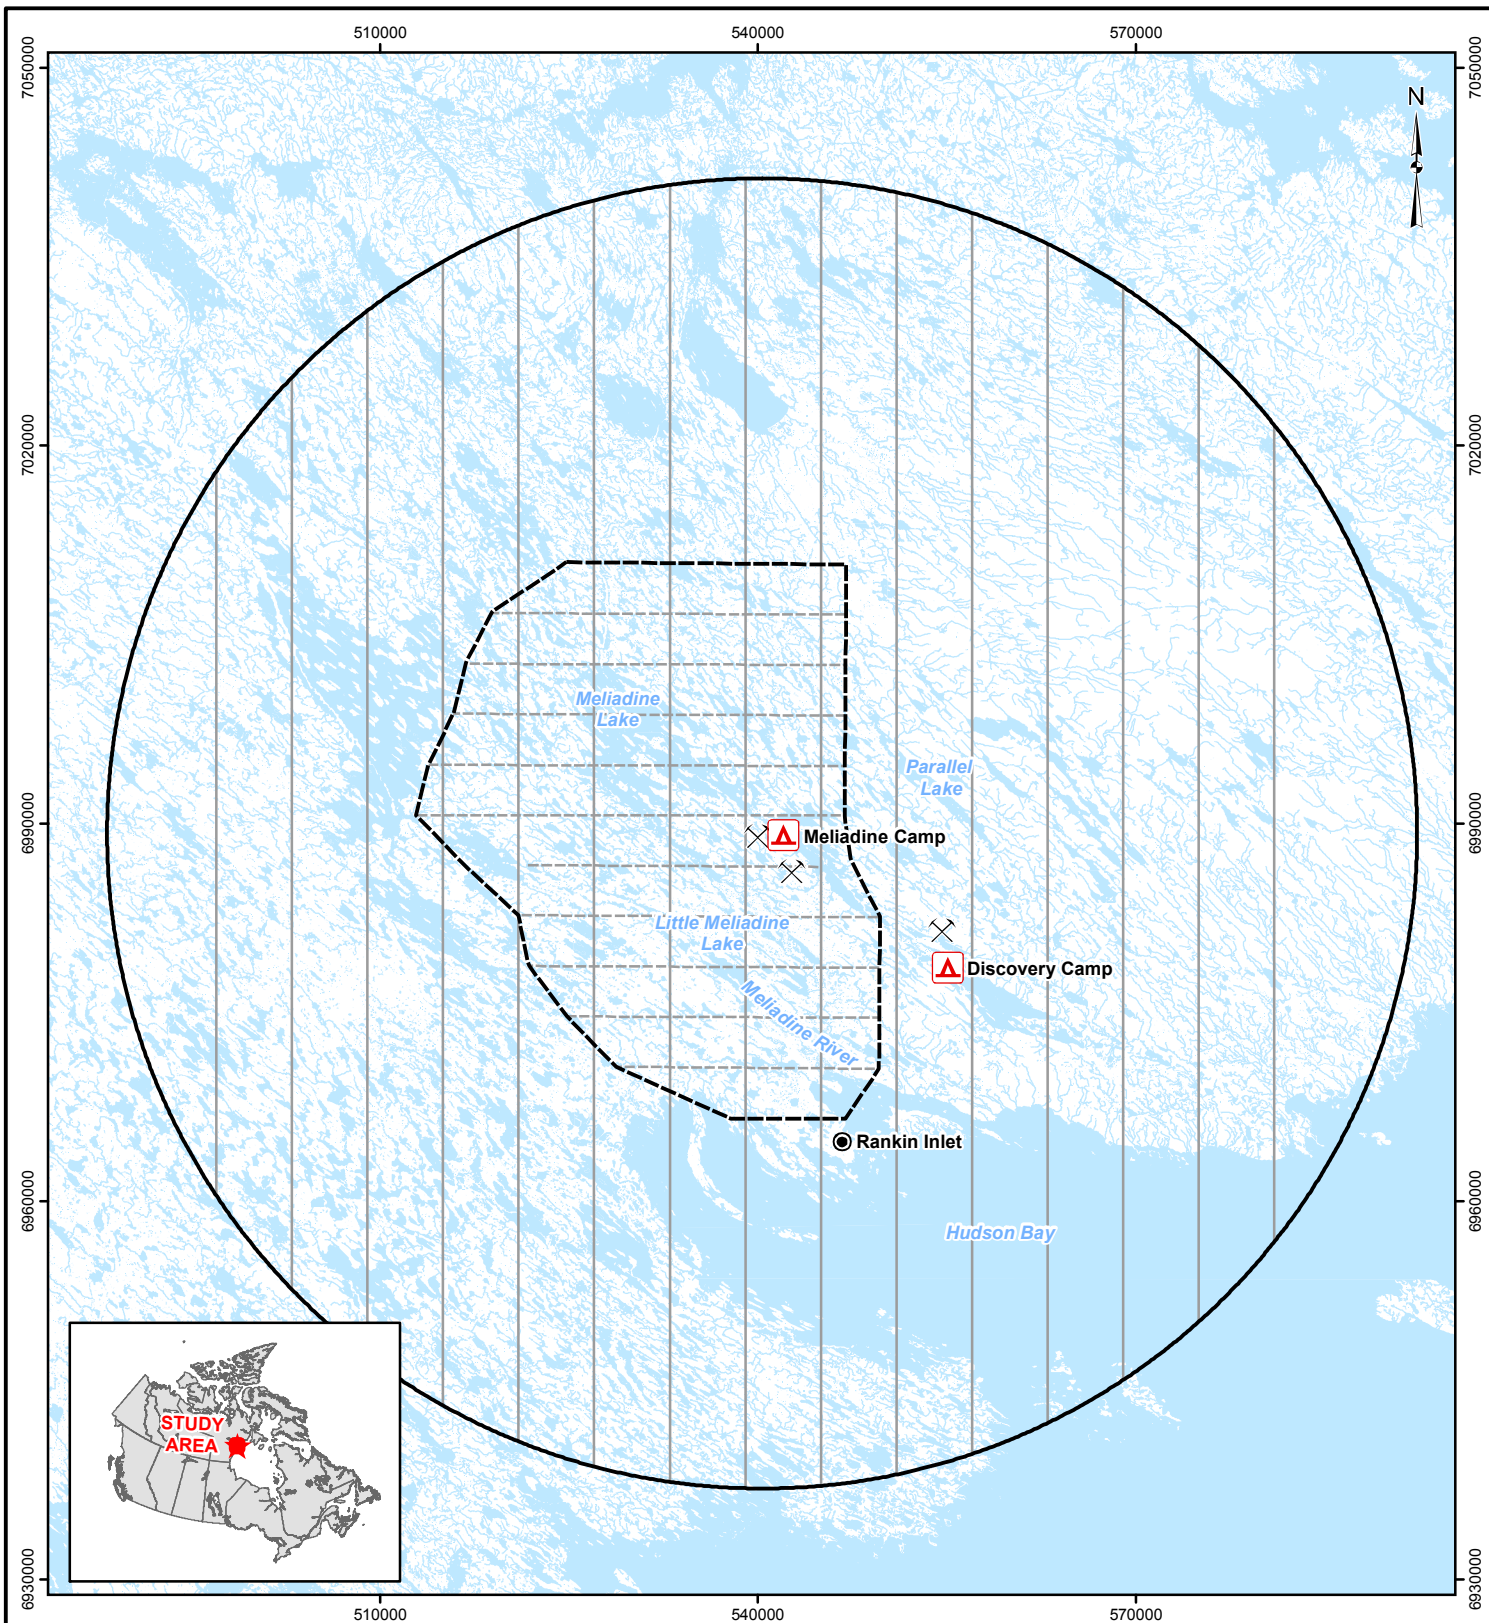 510000
540000
570000
7050000
7050000
N
7020000
7020000
Meliadine
Lake
Parallel
Lake
6990000
6990000
Meliadine Camp
Little Meliadine
Lake
Discovery Camp
Meliadine River
Rankin Inlet
6960000
6960000
Hudson Bay
STUDY
AREA
6930000
6930000
510000
540000
570000